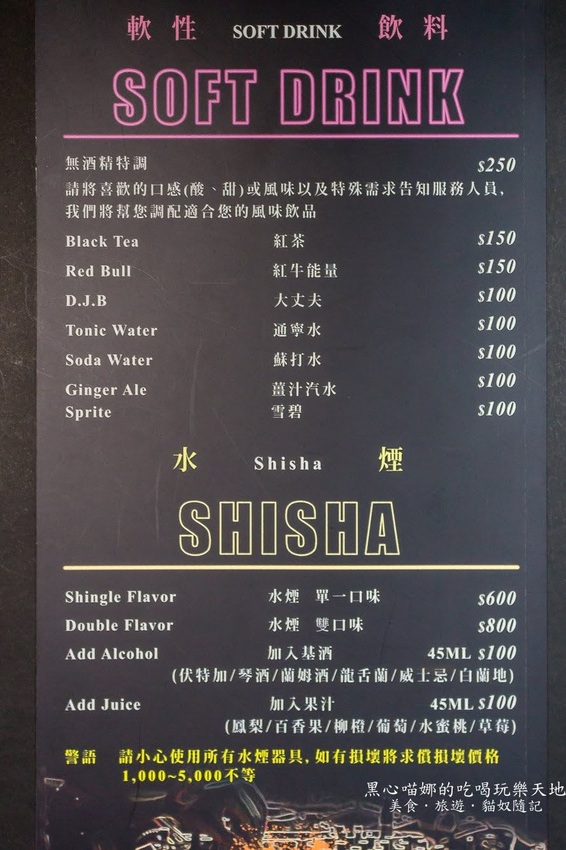 軟性 SOFT DRINK 飲料
SOFT DRINK
無酒精特調 $250
請將喜歡的口感(酸、甜)或風味以及特殊需求告知服務人員,
我們將幫您調配適合您的風味飲品
Black Tea 紅茶 $150
Red Bull 紅牛能量 $150
D.J.B 大丈夫 $100
Tonic Water 通寧水 $100
Soda Water 蘇打水 $100
Ginger Ale 薑汁汽水 $100
Sprite 雪碧 $100
水 Shisha 煙
SHISHA
Shingle Flavor 水煙 單一口味 $600
Double Flavor 水煙 雙口味 $800
Add Alcohol 加入基酒 45ML $100
(伏特加/琴酒/蘭姆酒/龍舌蘭/威士忌/白蘭地)
Add Juice 加入果汁 45ML $100
(鳳梨/百香果/柳橙/葡萄/水蜜桃/草莓)
警語 請小心使用所有水煙器具,如有損壞將求償損壞價格
1,000~5,000不等
黑心喵娜的吃喝玩樂天地
美食・旅遊・貓奴隨記